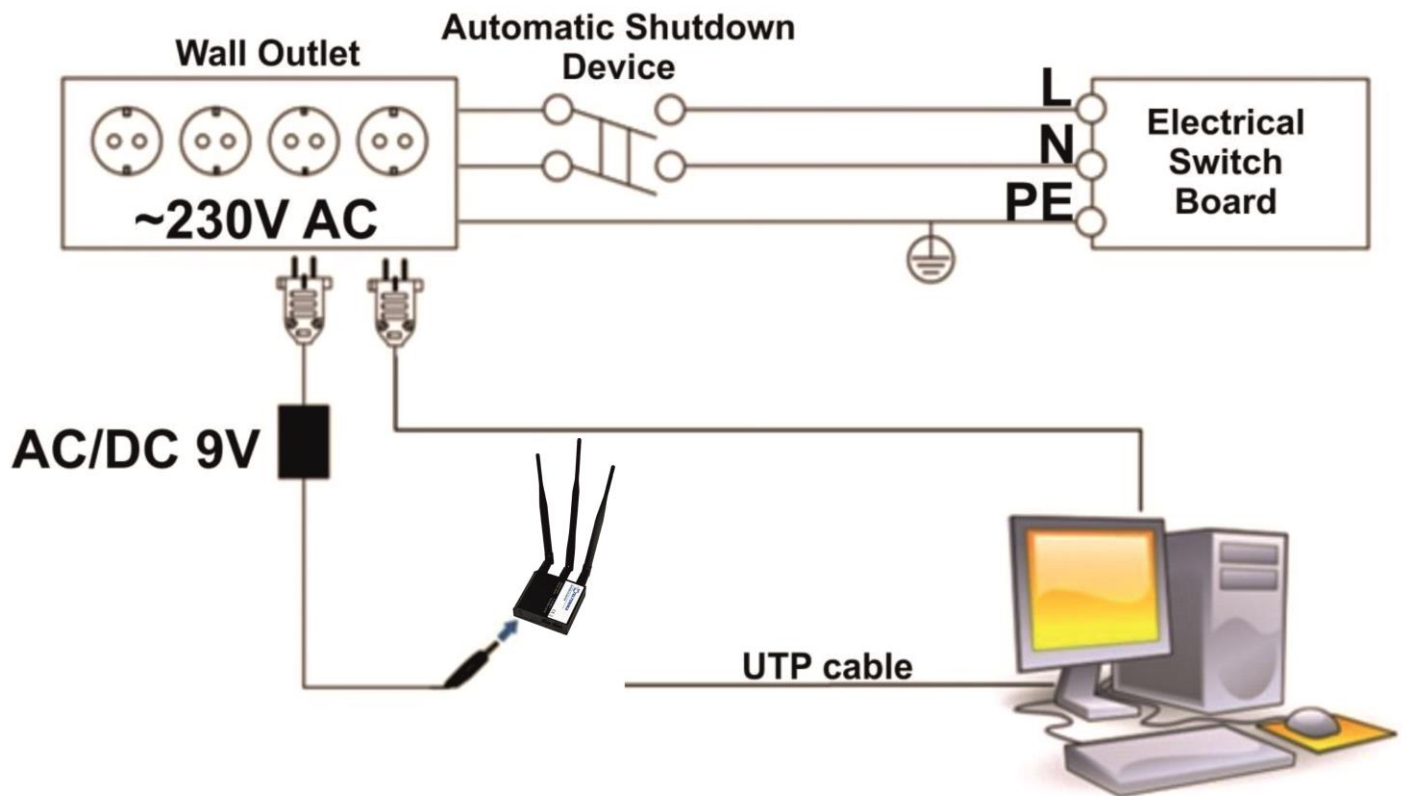 Automatic Shutdown
Device
Wall Outlet
~230V AC
L
N
PE
Electrical
Switch
Board
AC/DC 9V
UTP cable